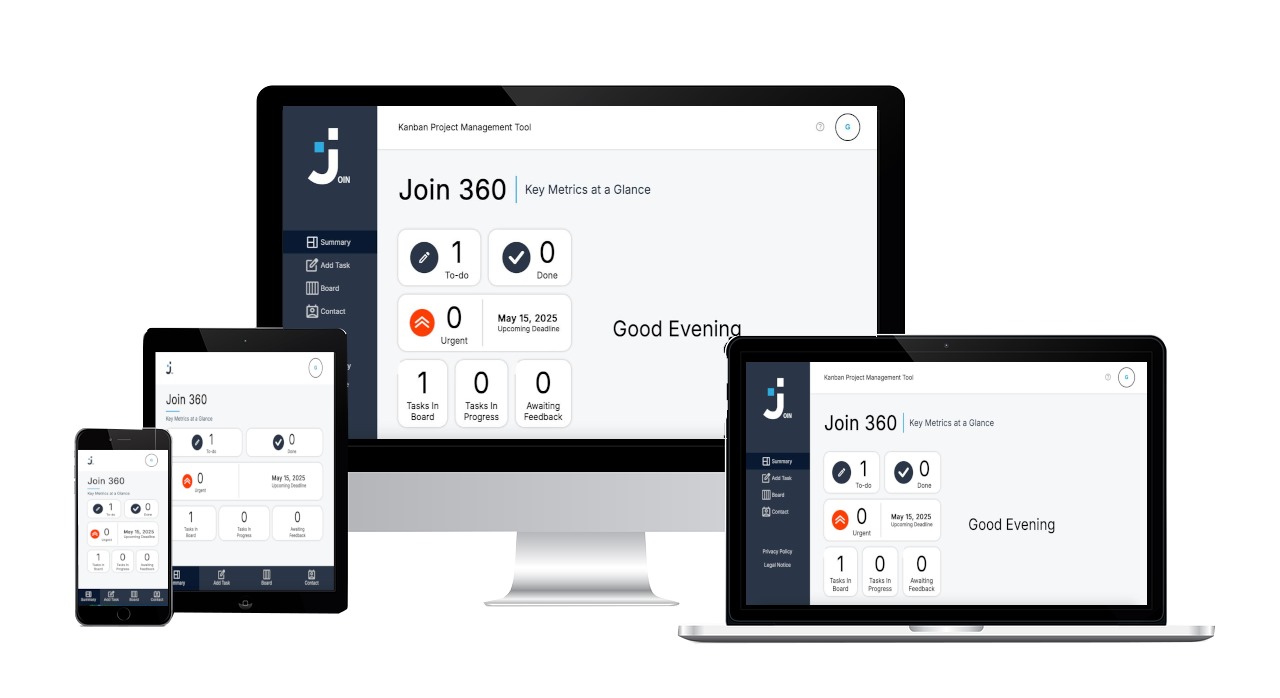 Kanban Project Management Tool
G
OIN
Join 360
Key Metrics at a Glance
Summary
Add Task
Board
Contact
1
To-do
0
Done
0
Urgent
May 15, 2025
Upcoming Deadline
Good Evening
1
Tasks In
Board
0
Tasks In
Progress
0
Awaiting
Feedback
G
Join 360
Key Metrics at a Glance
1
To-do
0
Done
0
Urgent
May 15, 2025
Upcoming Deadline
1
Tasks In
Board
0
Tasks In
Progress
0
Awaiting
Feedback
mmary
Add Task
Board
Contact
Join 360
Key Metrics at a Glance
1
To-do
0
Done
0
Urgent
May 15, 2025
Upcoming Deadline
1
Tasks In
Board
0
Tasks In
Progress
0
Awaiting
Feedback
Summary
Add Task
Board
Contact
Kanban Project Management Tool
G
OIN
Join 360
Key Metrics at a Glance
Summary
Add Task
Board
Contact
Privacy Policy
Legal Notice
1
To-do
0
Done
0
Urgent
May 15, 2025
Upcoming Deadline
Good Evening
1
Tasks In
Board
0
Tasks In
Progress
0
Awaiting
Feedback